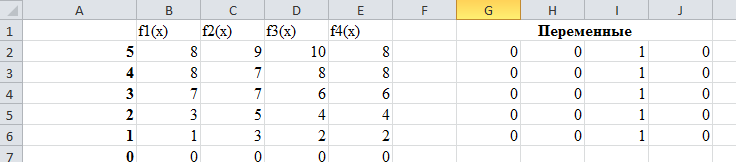 A B C D E F G H I J
1 f1(x) f2(x) f3(x) f4(x) Переменные
2 5 8 9 10 8 0 0 1 0
3 4 8 7 8 8 0 0 1 0
4 3 7 7 6 6 0 0 1 0
5 2 3 5 4 4 0 0 1 0
6 1 1 3 2 2 0 0 1 0
7 0 0 0 0 0